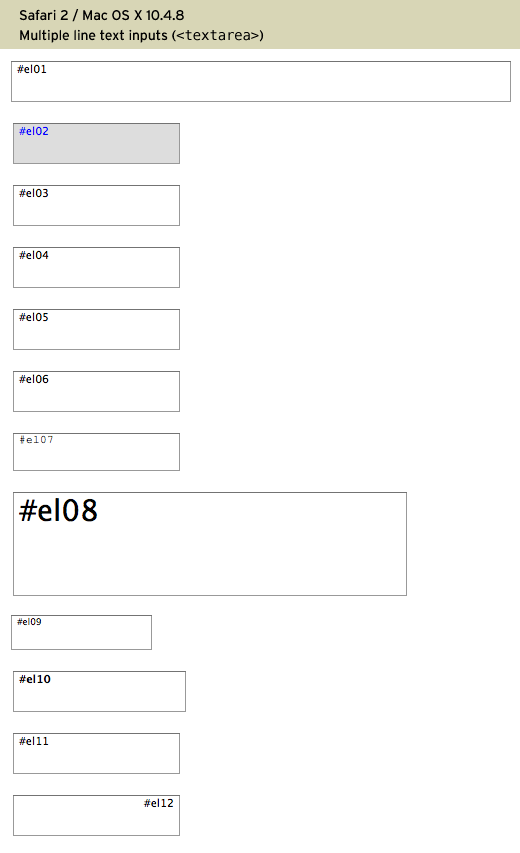 Safari 2 / Mac OS X 10.4.8
Multiple line text inputs (<textarea>)
#el01
#el02
#el03
#el04
#el05
#el06
#el07
#el08
#el09
#el10
#el11
#el12